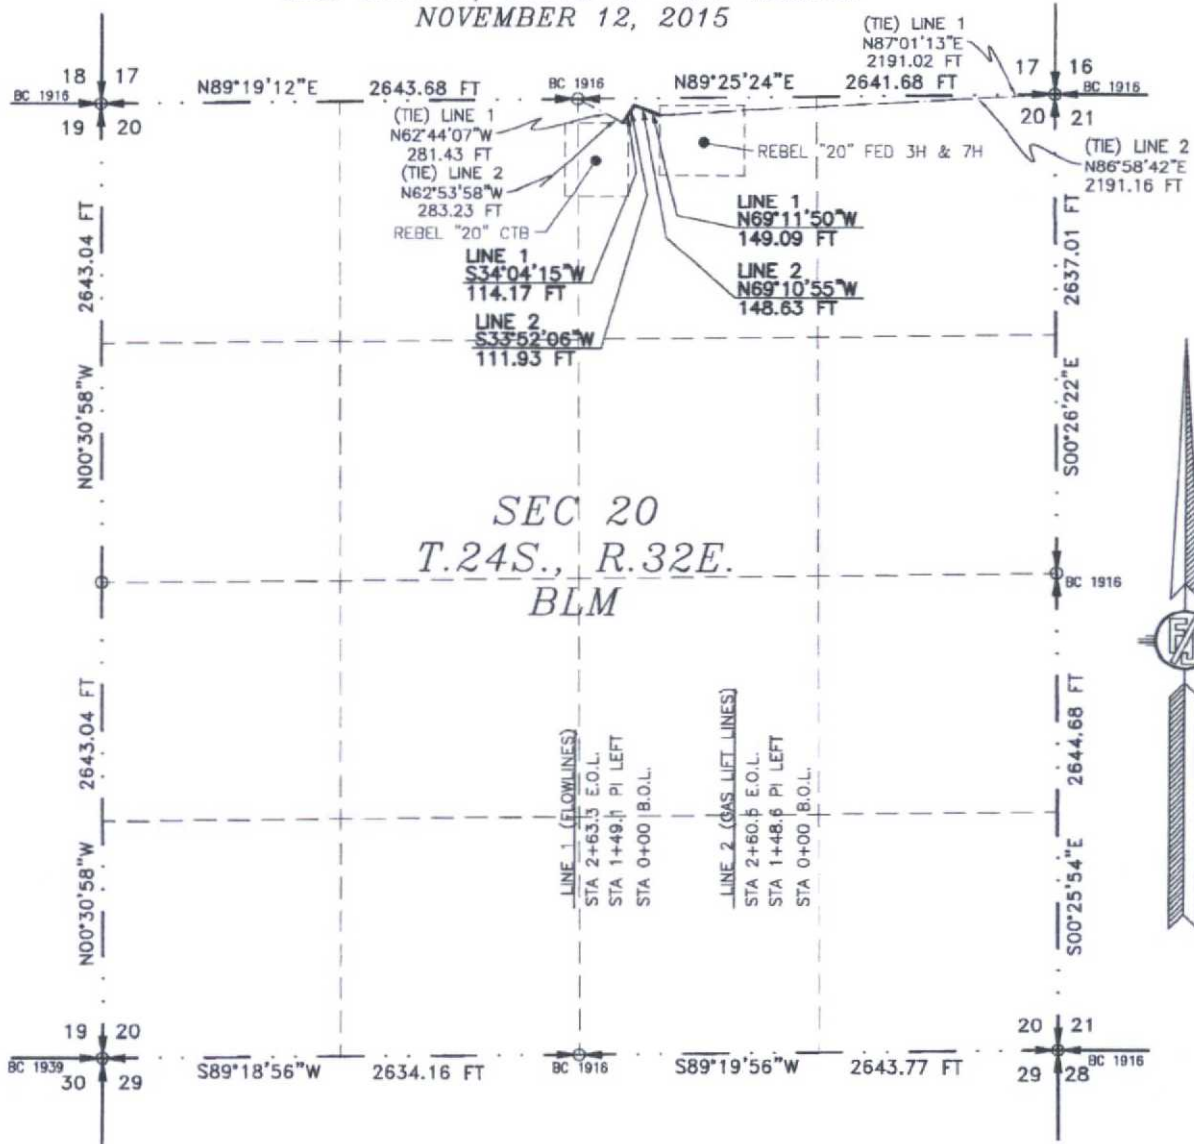 NOVEMBER 12, 2015
(TIE) LINE 1
N87°01'13"E
2191.02 FT
18 17
BC 1916
19 20
N89°19'12"E 2643.68 FT
BC 1916
N89°25'24"E 2641.68 FT
17 16
BC 1916
20 21
(TIE) LINE 1
N62°44'07"W
281.43 FT
(TIE) LINE 2
N62°53'58"W
283.23 FT
REBEL "20" CTB
REBEL "20" FED 3H & 7H
(TIE) LINE 2
N86°58'42"E
2191.16 FT
LINE 1
N69°11'50"W
149.09 FT
LINE 1
S34°04'15"W
114.17 FT
LINE 2
N69°10'55"W
148.63 FT
LINE 2
S33°52'06"W
111.93 FT
N00°30'58"W 2643.04 FT
S00°26'22"E 2637.01 FT
SEC 20
T.24S., R.32E.
BLM
BC 1916
N00°30'58"W 2643.04 FT
LINE 1 (FLOWLINES)
STA 2+63.3 E.O.L.
STA 1+49.1 PI LEFT
STA 0+00 B.O.L.
LINE 2 (GAS LIFT LINES)
STA 2+60.5 E.O.L.
STA 1+48.6 PI LEFT
STA 0+00 B.O.L.
S00°25'54"E 2644.68 FT
19 20
BC 1939
30 29
S89°18'56"W 2634.16 FT
BC 1916
S89°19'56"W 2643.77 FT
20 21
BC 1916
29 28